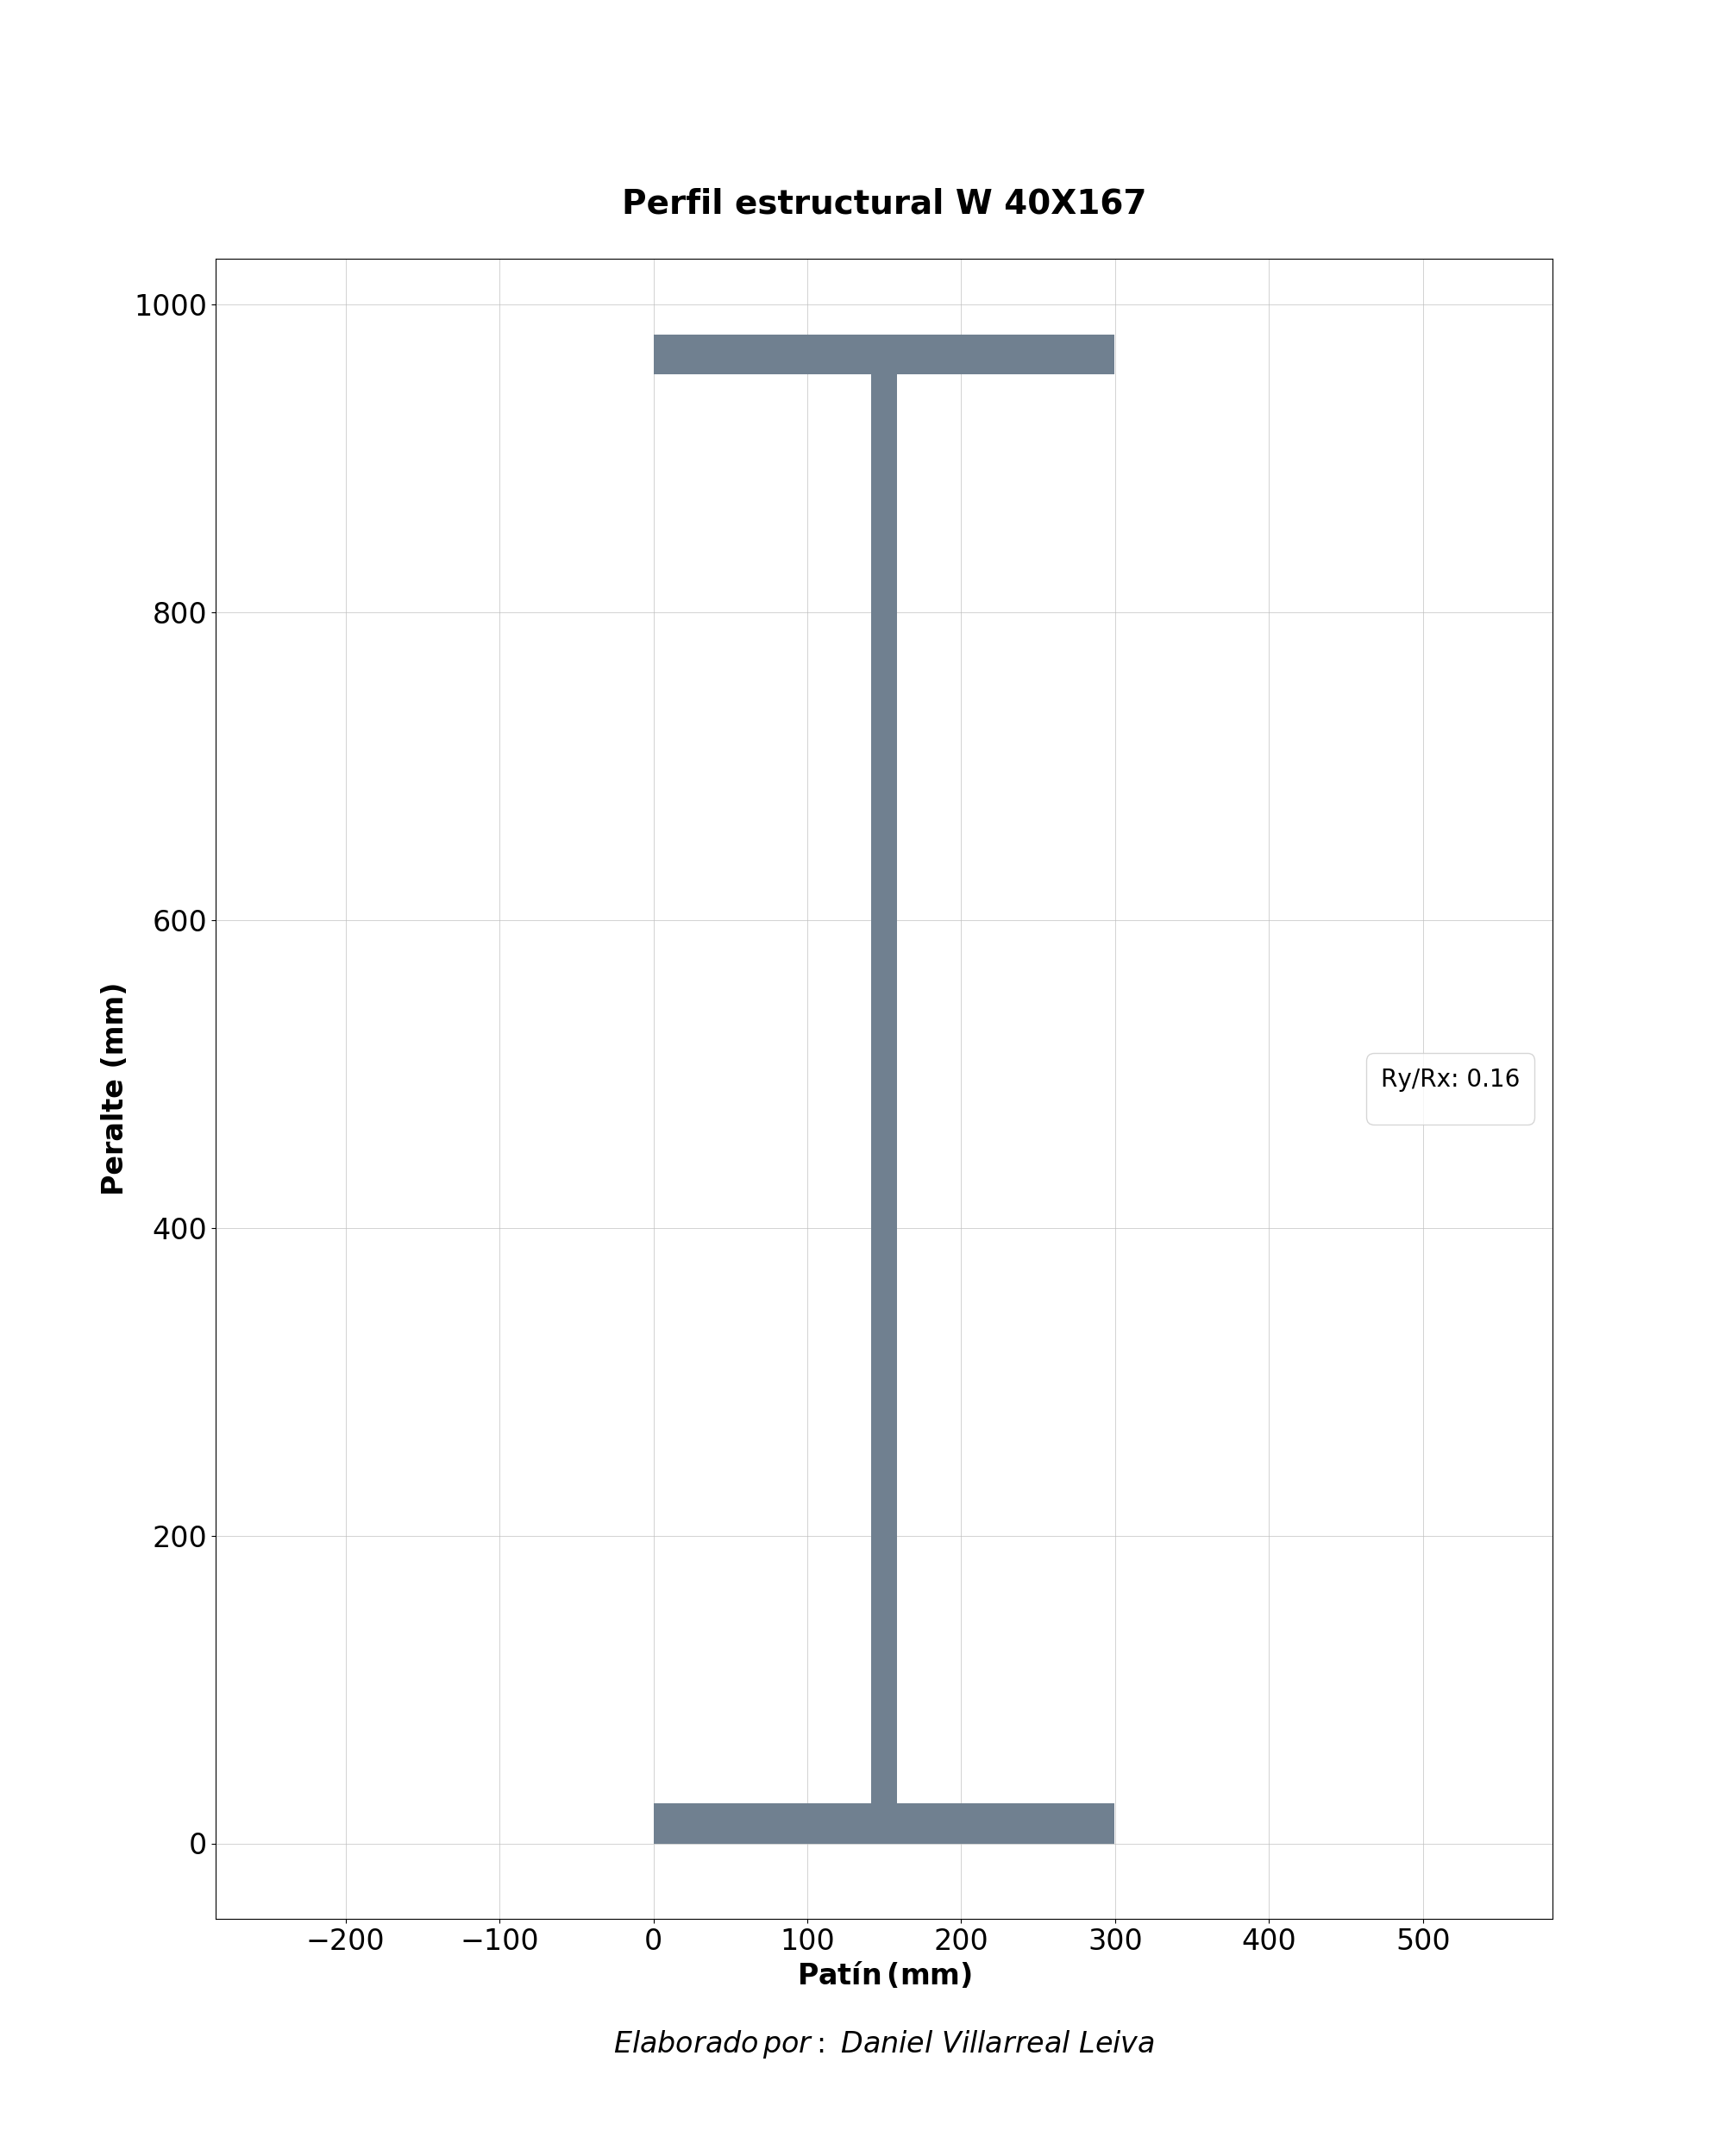 Perfil estructural W 40X167
1000
800
600
400
200
0
Peralte (mm)
Ry/Rx: 0.16
−200 −100 0 100 200 300 400 500
Patín (mm)
Elaborado por: Daniel Villarreal Leiva